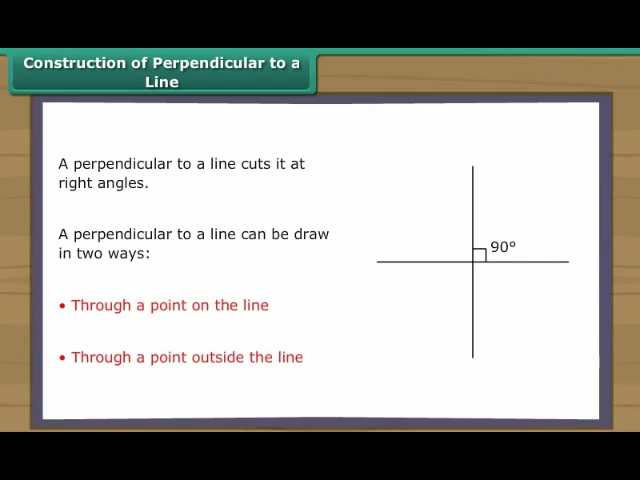 Construction of Perpendicular to a
Line
A perpendicular to a line cuts it at
right angles.
A perpendicular to a line can be draw
in two ways:
• Through a point on the line
• Through a point outside the line
90°